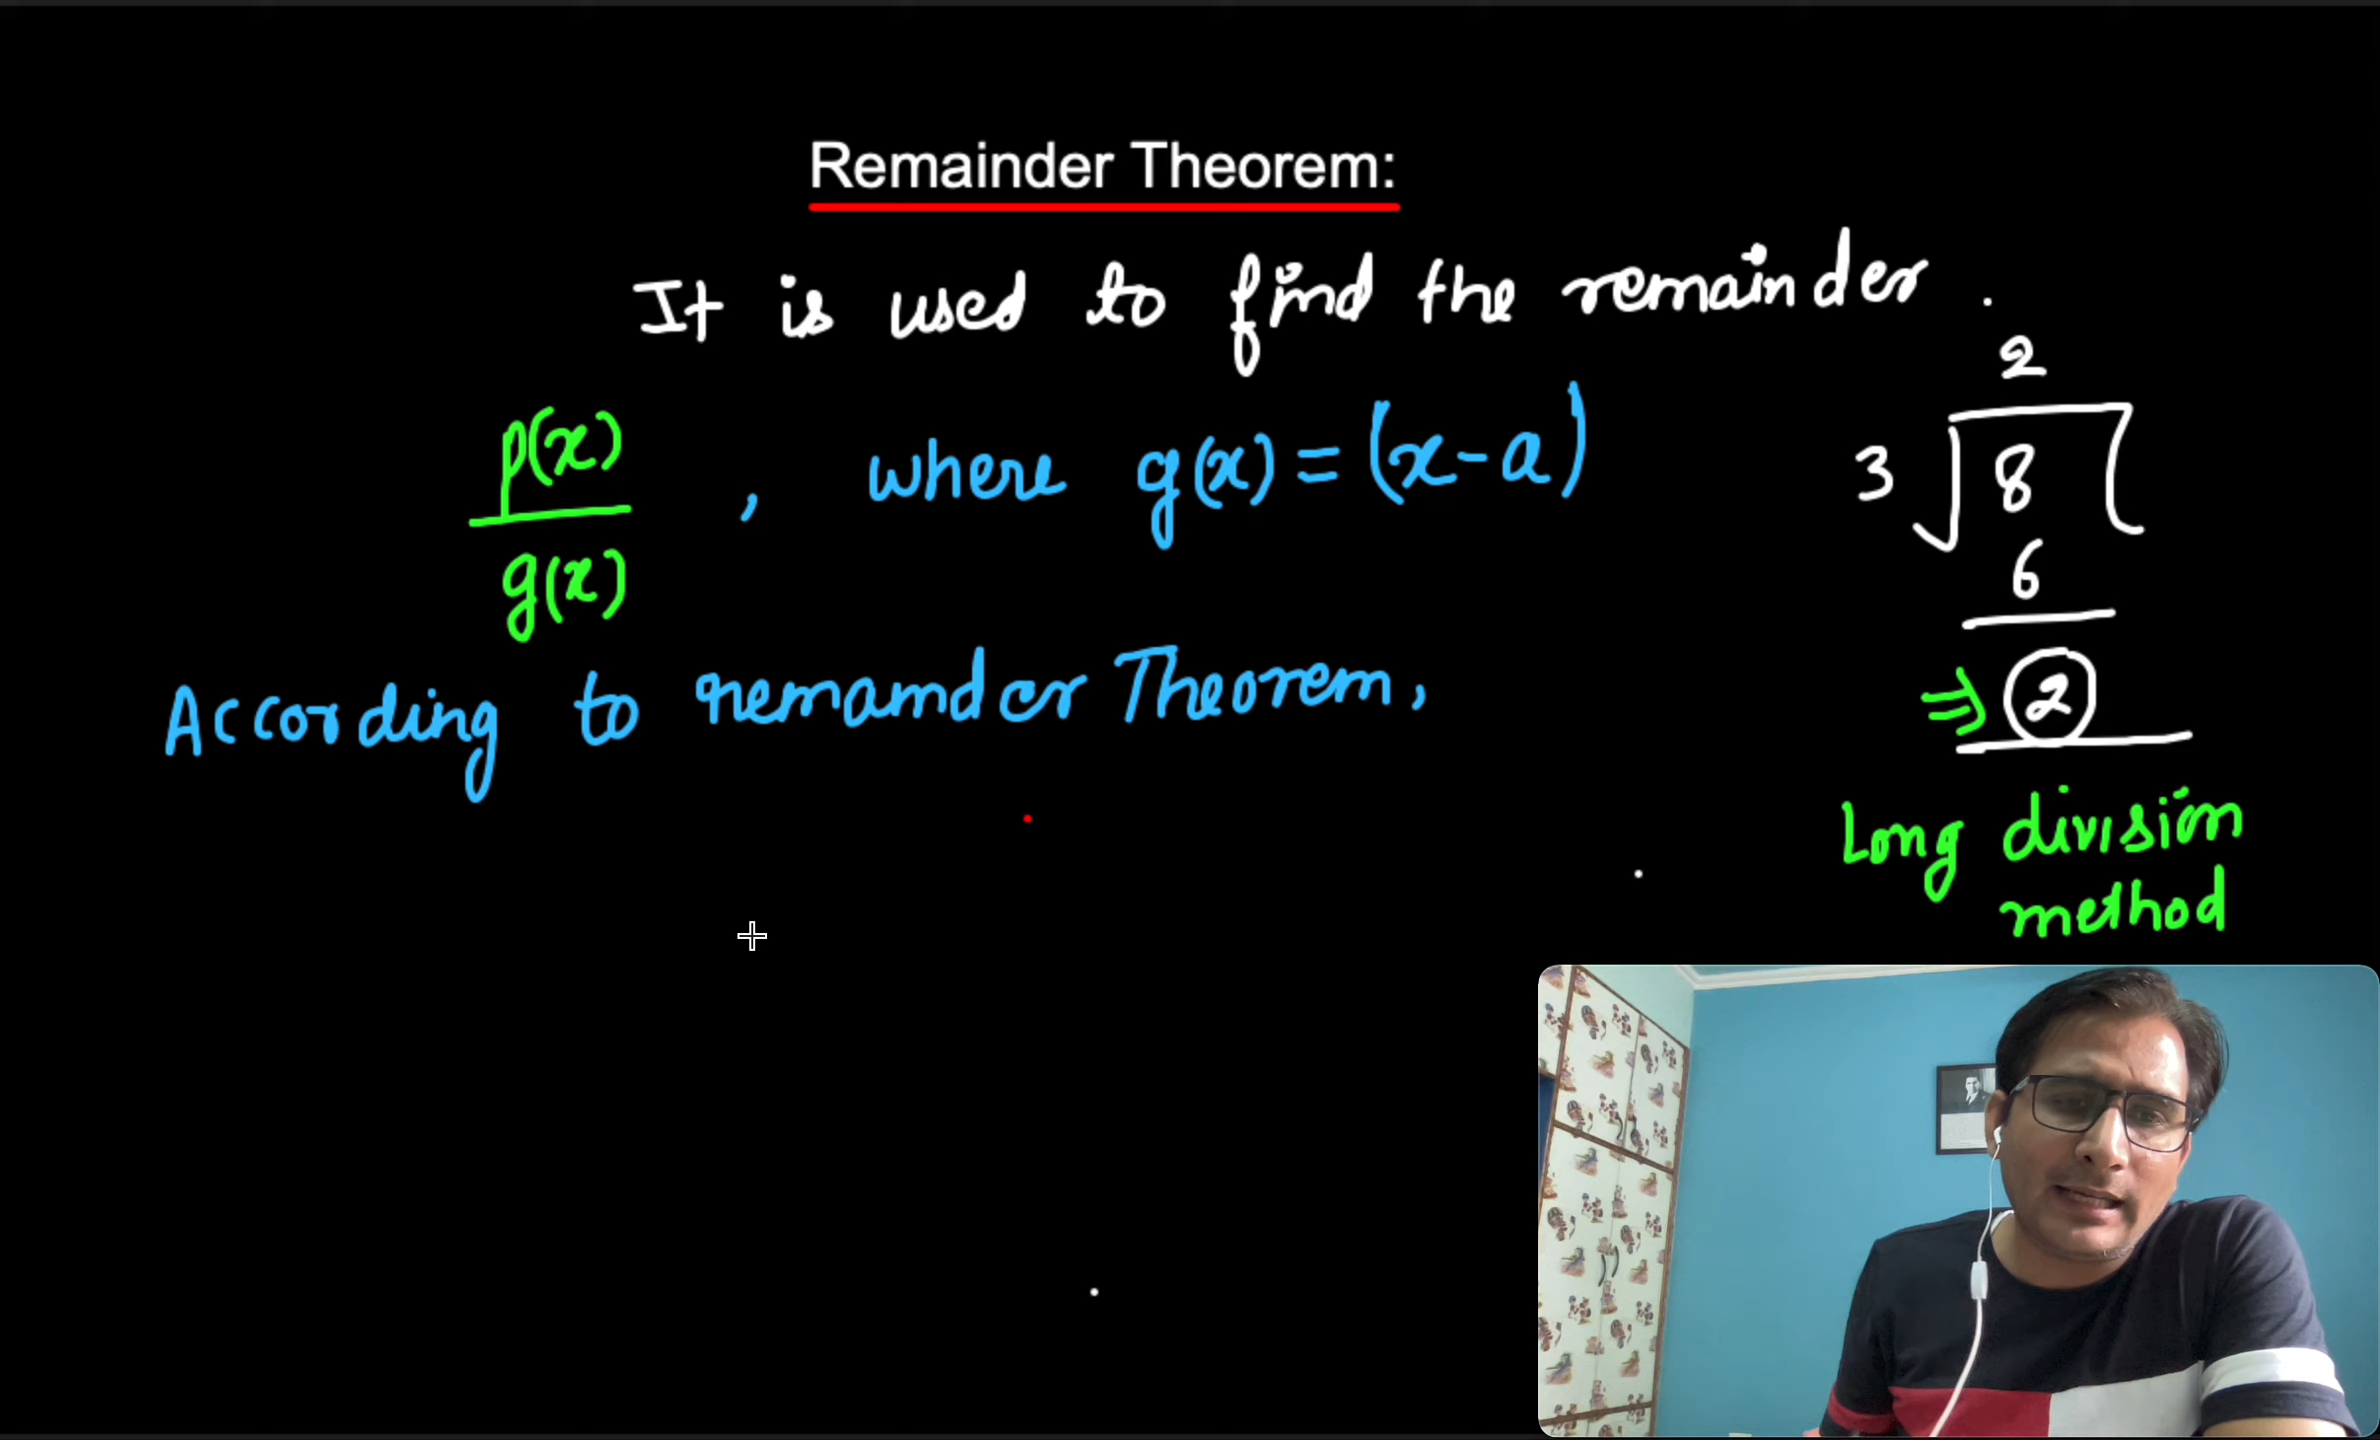 Remainder Theorem:
It is used to find the remainder.
p(x)
g(x)
, where g(x) = (x-a)
2
3 8
6
⇒ 2
According to remainder Theorem,
Long division
method